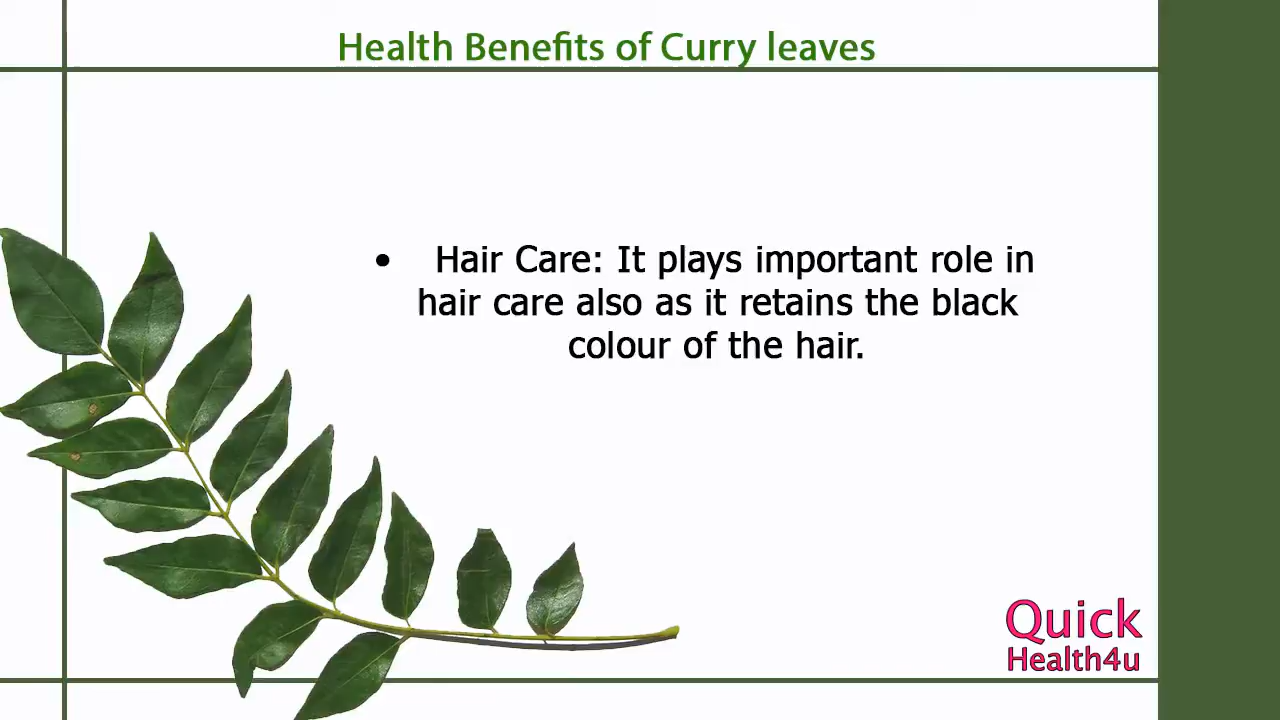 Health Benefits of Curry leaves
• Hair Care: It plays important role in
hair care also as it retains the black
colour of the hair.
Quick
Health4u